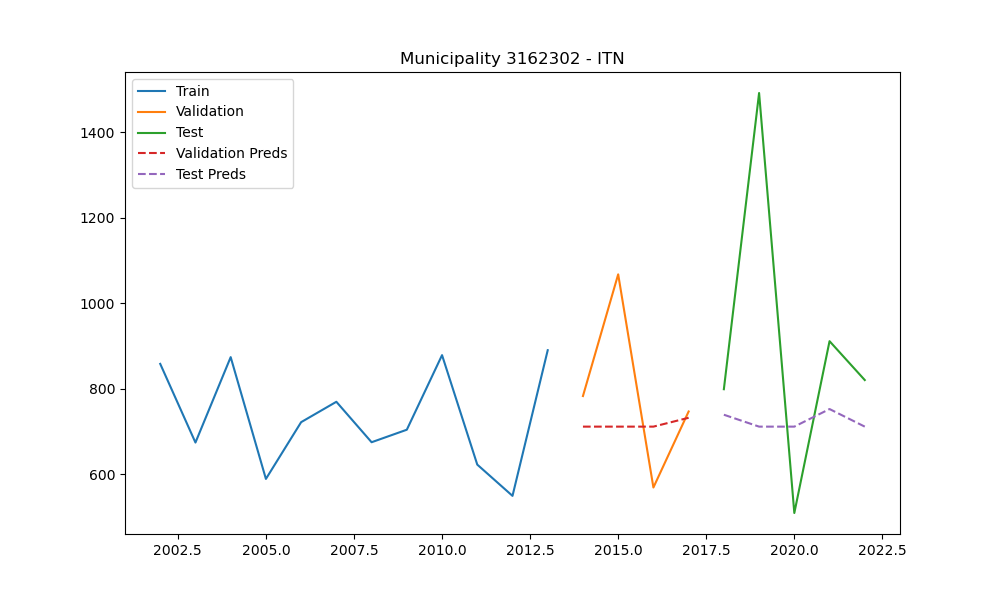 Municipality 3162302 - ITN
Train
Validation
Test
Validation Preds
Test Preds
1400
1200
1000
800
600
2002.5 2005.0 2007.5 2010.0 2012.5 2015.0 2017.5 2020.0 2022.5